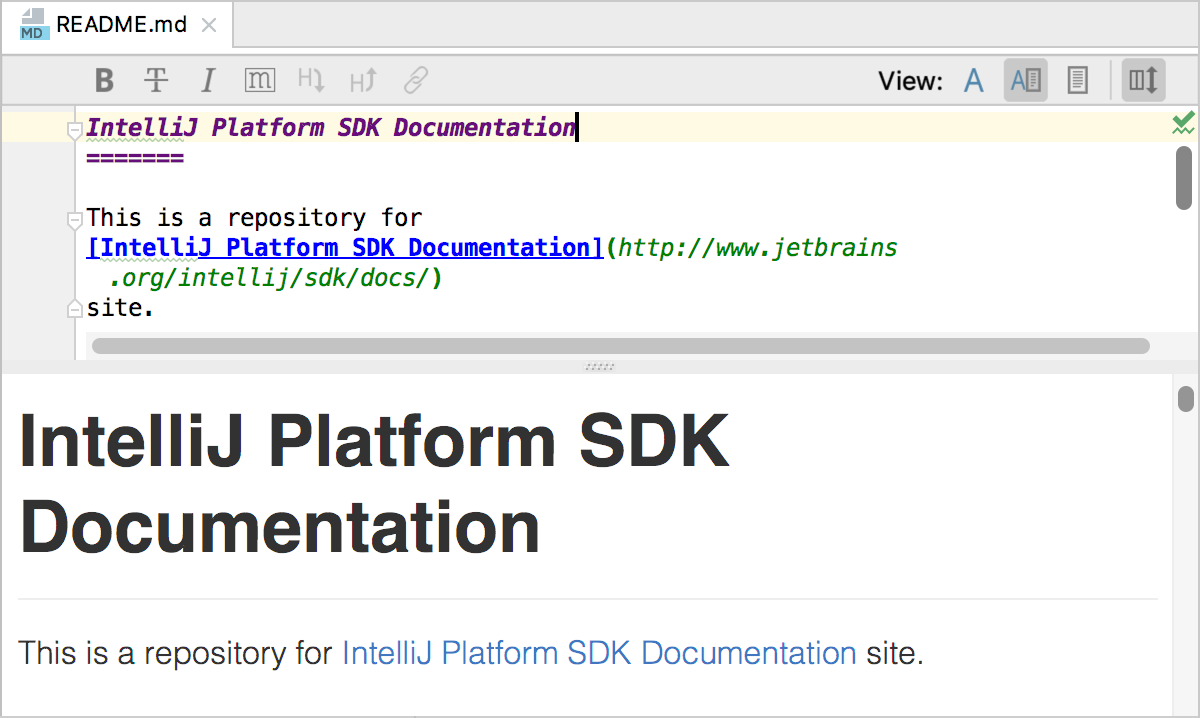 MD README.md
B T I m H H View: A A
IntelliJ Platform SDK Documentation
=======
This is a repository for
[IntelliJ Platform SDK Documentation](http://www.jetbrains
.org/intellij/sdk/docs/)
site.
IntelliJ Platform SDK
Documentation
This is a repository for IntelliJ Platform SDK Documentation site.